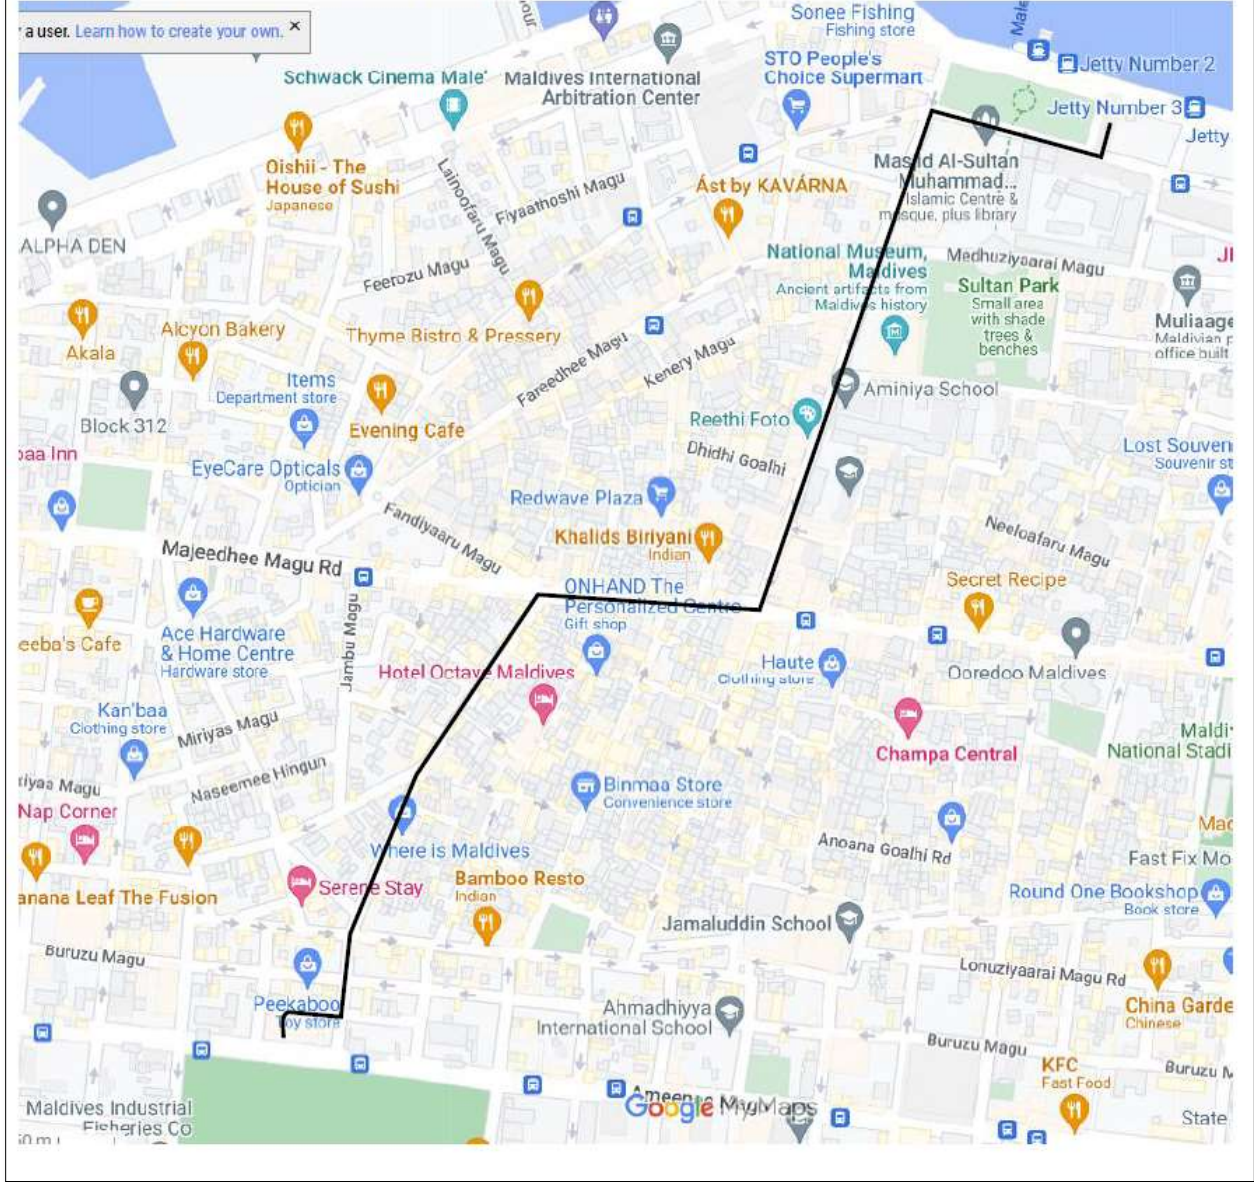 a user. Learn how to create your own. ×
Sonee Fishing
Fishing store
Schwack Cinema Male'
Maldives International
Arbitration Center
STO People's
Choice Supermart
Jetty Number 2
Jetty Number 3
Jetty
Oishii - The
House of Sushi
Japanese
Lainoofaru Magu
Fiyaathoshi Magu
Ást by KAVÁRNA
Masjid Al-Sultan
Muhammad...
Islamic Centre &
mosque, plus library
ALPHA DEN
Feerozu Magu
National Museum,
Maldives
Ancient artifacts from
Maldives history
Medhuziyaarai Magu
Sultan Park
Small area
with shade
trees &
benches
Muliaage
Maldivian p
office built
Akala
Alcyon Bakery
Thyme Bistro & Pressery
Fareedhee Magu
Kenery Magu
Items
Department store
Aminiya School
Block 312
Evening Cafe
Reethi Foto
Dhidhi Goalhi
paa Inn
EyeCare Opticals
Optician
Lost Souveni
Souvenir st
Redwave Plaza
Fandiyaaru Magu
Khalids Biriyani
Indian
Neeloafaru Magu
Majeedhee Magu Rd
ONHAND The
Personalized Centre
Gift shop
Secret Recipe
Jambu Magu
eeba's Cafe
Ace Hardware
& Home Centre
Hardware store
Hotel Octave Maldives
Haute
Clothing store
Ooredoo Maldives
Kan'baa
Clothing store
Miriyas Magu
Champa Central
Maldiv
National Stadi
riyaa Magu
Naseemee Hingun
Binmaa Store
Convenience store
Nap Corner
Mac
Where is Maldives
Anoana Goalhi Rd
Fast Fix Mo
anana Leaf The Fusion
Serene Stay
Bamboo Resto
Indian
Round One Bookshop
Book store
Jamaluddin School
Buruzu Magu
Lonuziyaarai Magu Rd
Peekaboo
Toy store
Ahmadhiyya
International School
China Garde
Chinese
Buruzu Magu
KFC
Fast Food
Buruzu M
Maldives Industrial
Fisheries Co
Google My Maps
State